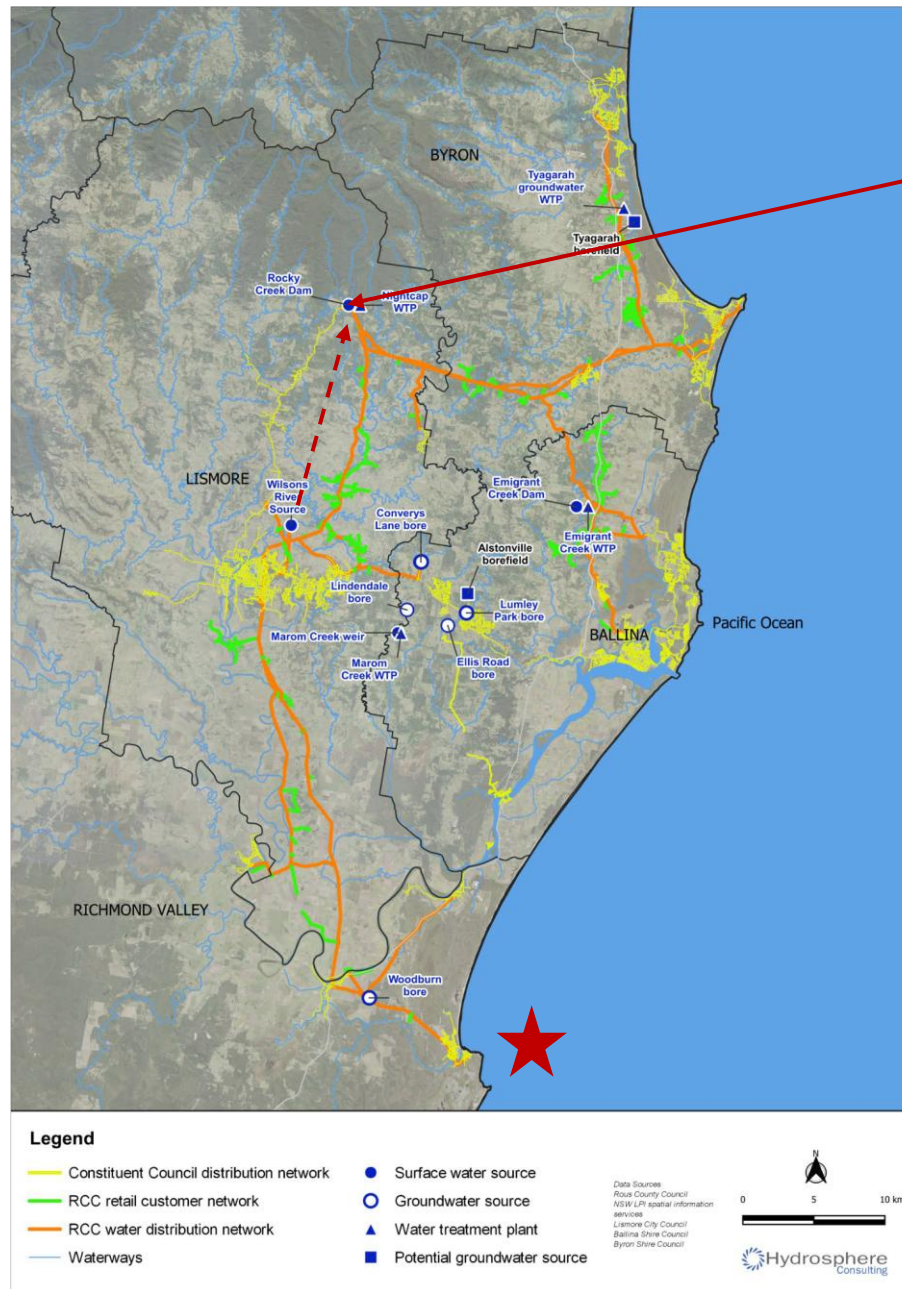 BYRON
Tyagarah
groundwater
WTP
Tyagarah
borefield
Rocky
Creek Dam
Nightcap
WTP
LISMORE
Wilsons
River
Source
Emigrant
Creek Dam
Converys
Lane bore
Emigrant
Creek WTP
Alstonville
borefield
Lindendale
bore
Lumley
Park bore
Pacific Ocean
BALLINA
Marom Creek weir
Marom
Creek WTP
Ellis Road
bore
RICHMOND VALLEY
Woodburn
bore
Legend
Constituent Council distribution network
RCC retail customer network
RCC water distribution network
Waterways
Surface water source
Groundwater source
Water treatment plant
Potential groundwater source
Data Sources
Rous County Council
NSW LPI spatial information
services
Lismore City Council
Ballina Shire Council
Byron Shire Council
N
0 5 10 km
Hydrosphere
Consulting